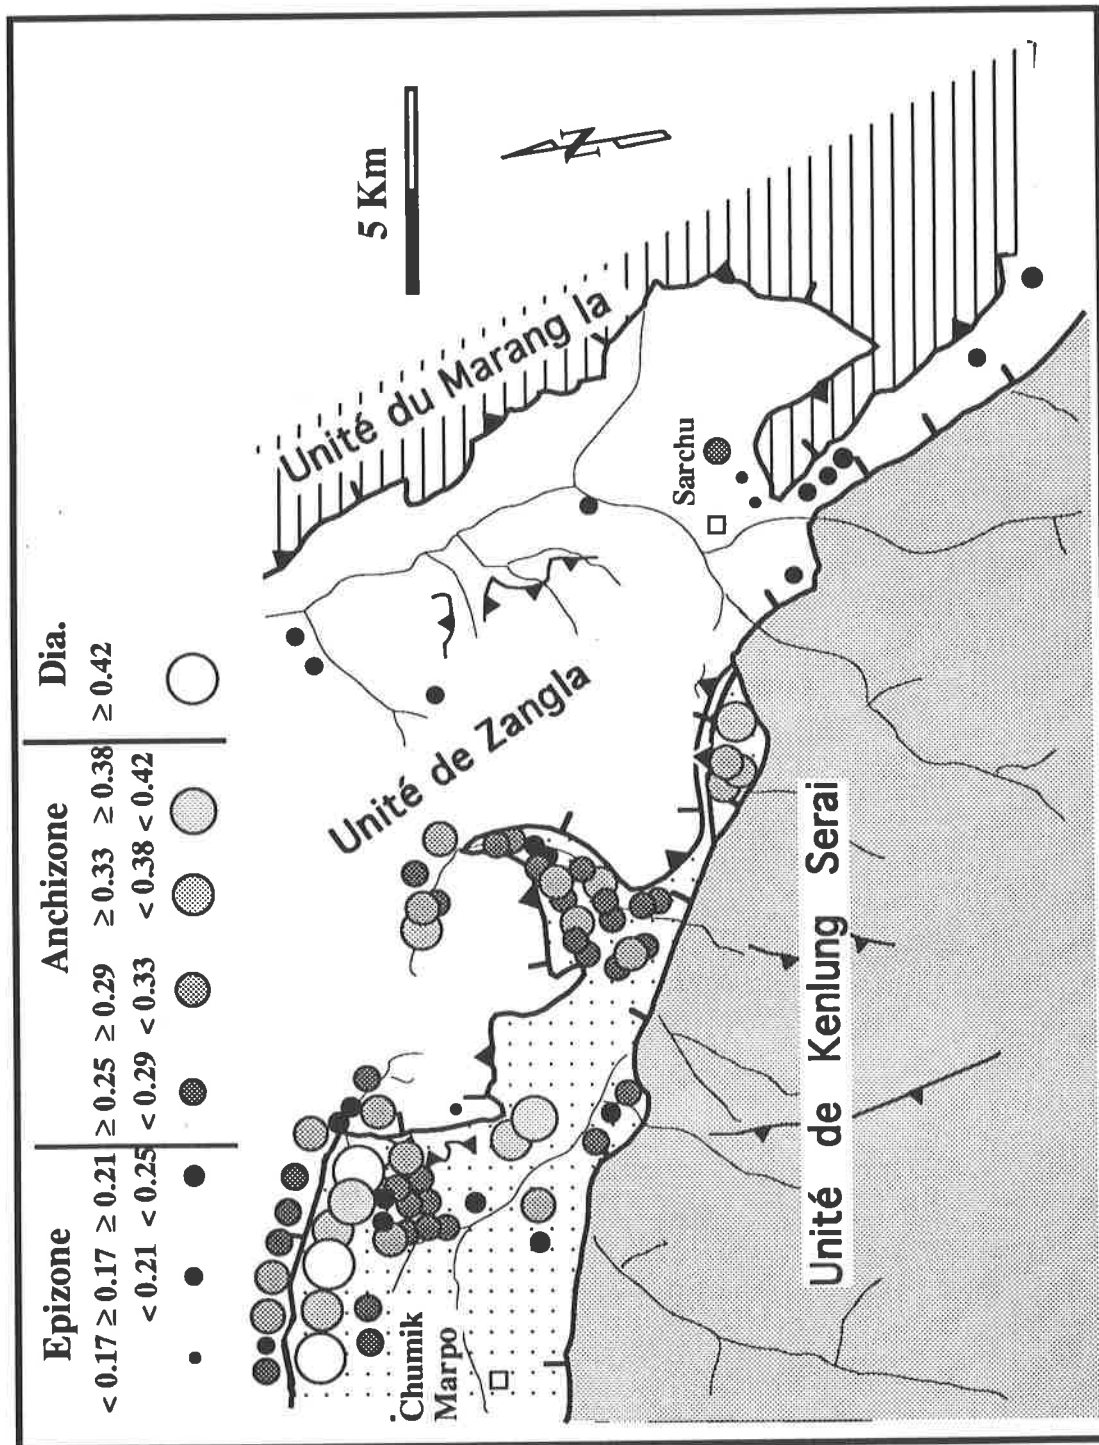 Epizone Anchizone Dia.
< 0.17 ≥ 0.17 ≥ 0.21 ≥ 0.25 ≥ 0.29 ≥ 0.33 ≥ 0.38 ≥ 0.42
< 0.21 < 0.25 < 0.29 < 0.33 < 0.38 < 0.42
5 Km
N
Unité du Marang la
Unité de Zangla
Sarchu
Chumik
Marpo
Unité de Kenlung Serai